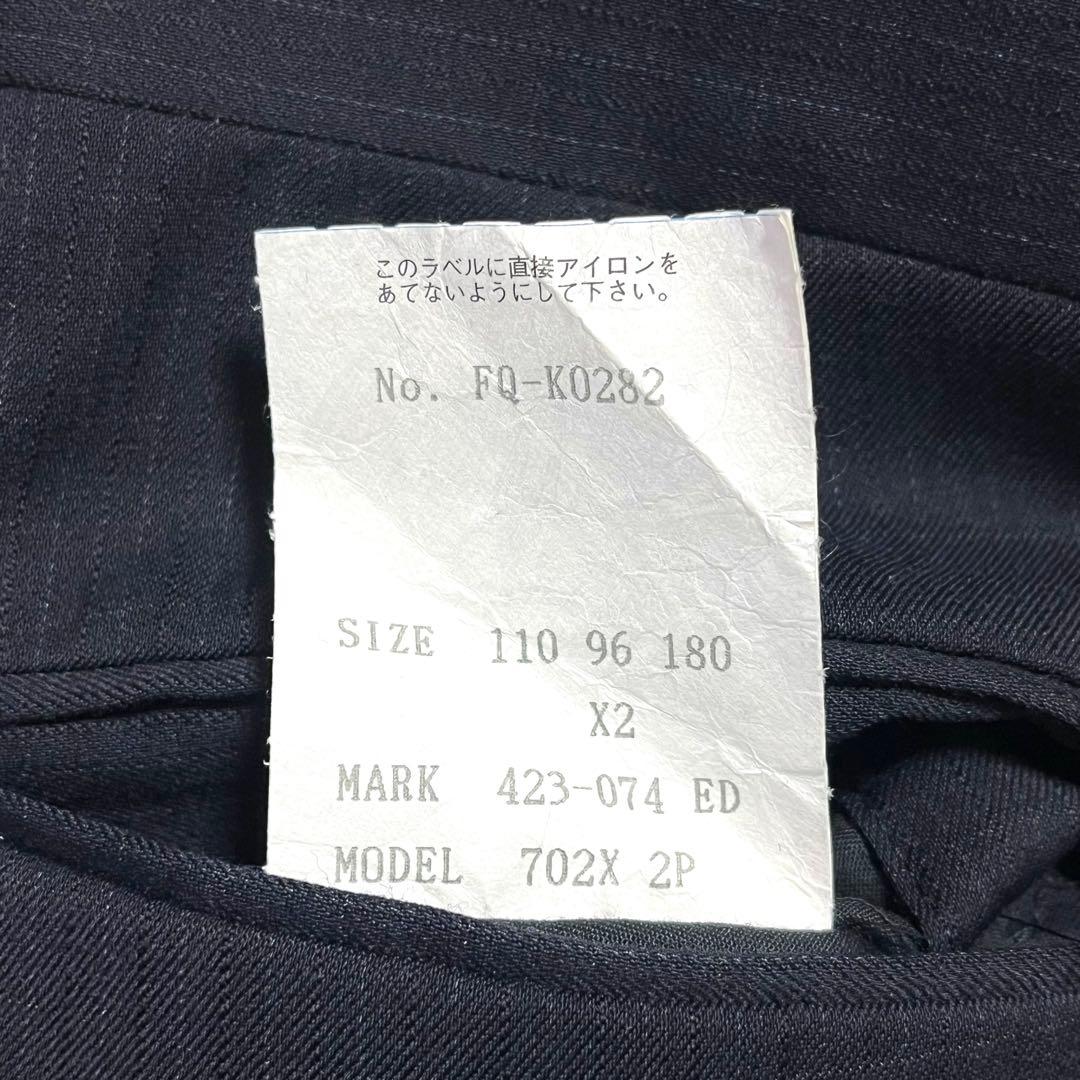 このラベルに直接アイロンを
あてないようにして下さい。
No. FQ-K0282
SIZE 110 96 180
X2
MARK 423-074 ED
MODEL 702X 2P